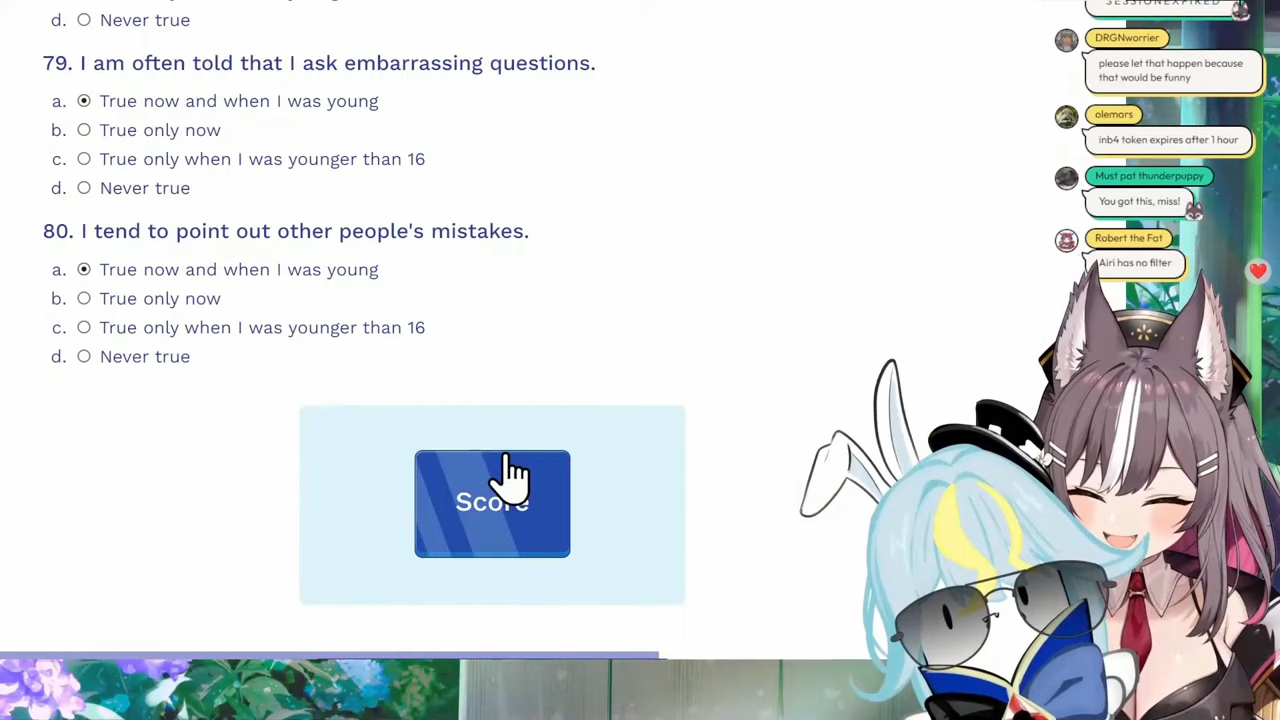 d. Never true
79. I am often told that I ask embarrassing questions.
a. True now and when I was young
b. True only now
c. True only when I was younger than 16
d. Never true
80. I tend to point out other people's mistakes.
a. True now and when I was young
b. True only now
c. True only when I was younger than 16
d. Never true
Score
SESSIONEXPIRED
DRGNworrier
please let that happen because
that would be funny
olemars
inb4 token expires after 1 hour
Must pat thunderpuppy
You got this, miss!
Robert the Fat
Airi has no filter